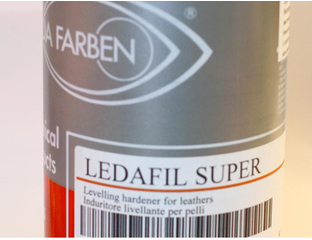 FARBEN
®
LEDAFIL SUPER
Levelling hardener for leathers
Induritore livellante per pelli